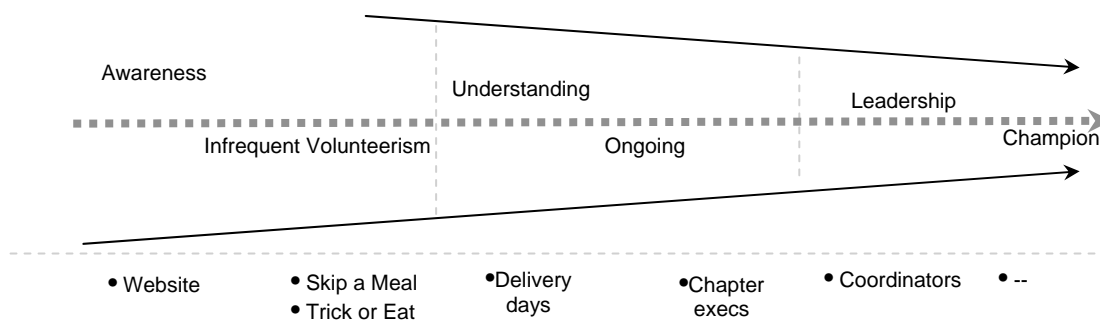 Awareness
Understanding
Leadership
Infrequent Volunteerism
Ongoing
Champion
• Website
• Skip a Meal
• Trick or Eat
•Delivery
days
•Chapter
execs
• Coordinators
• --